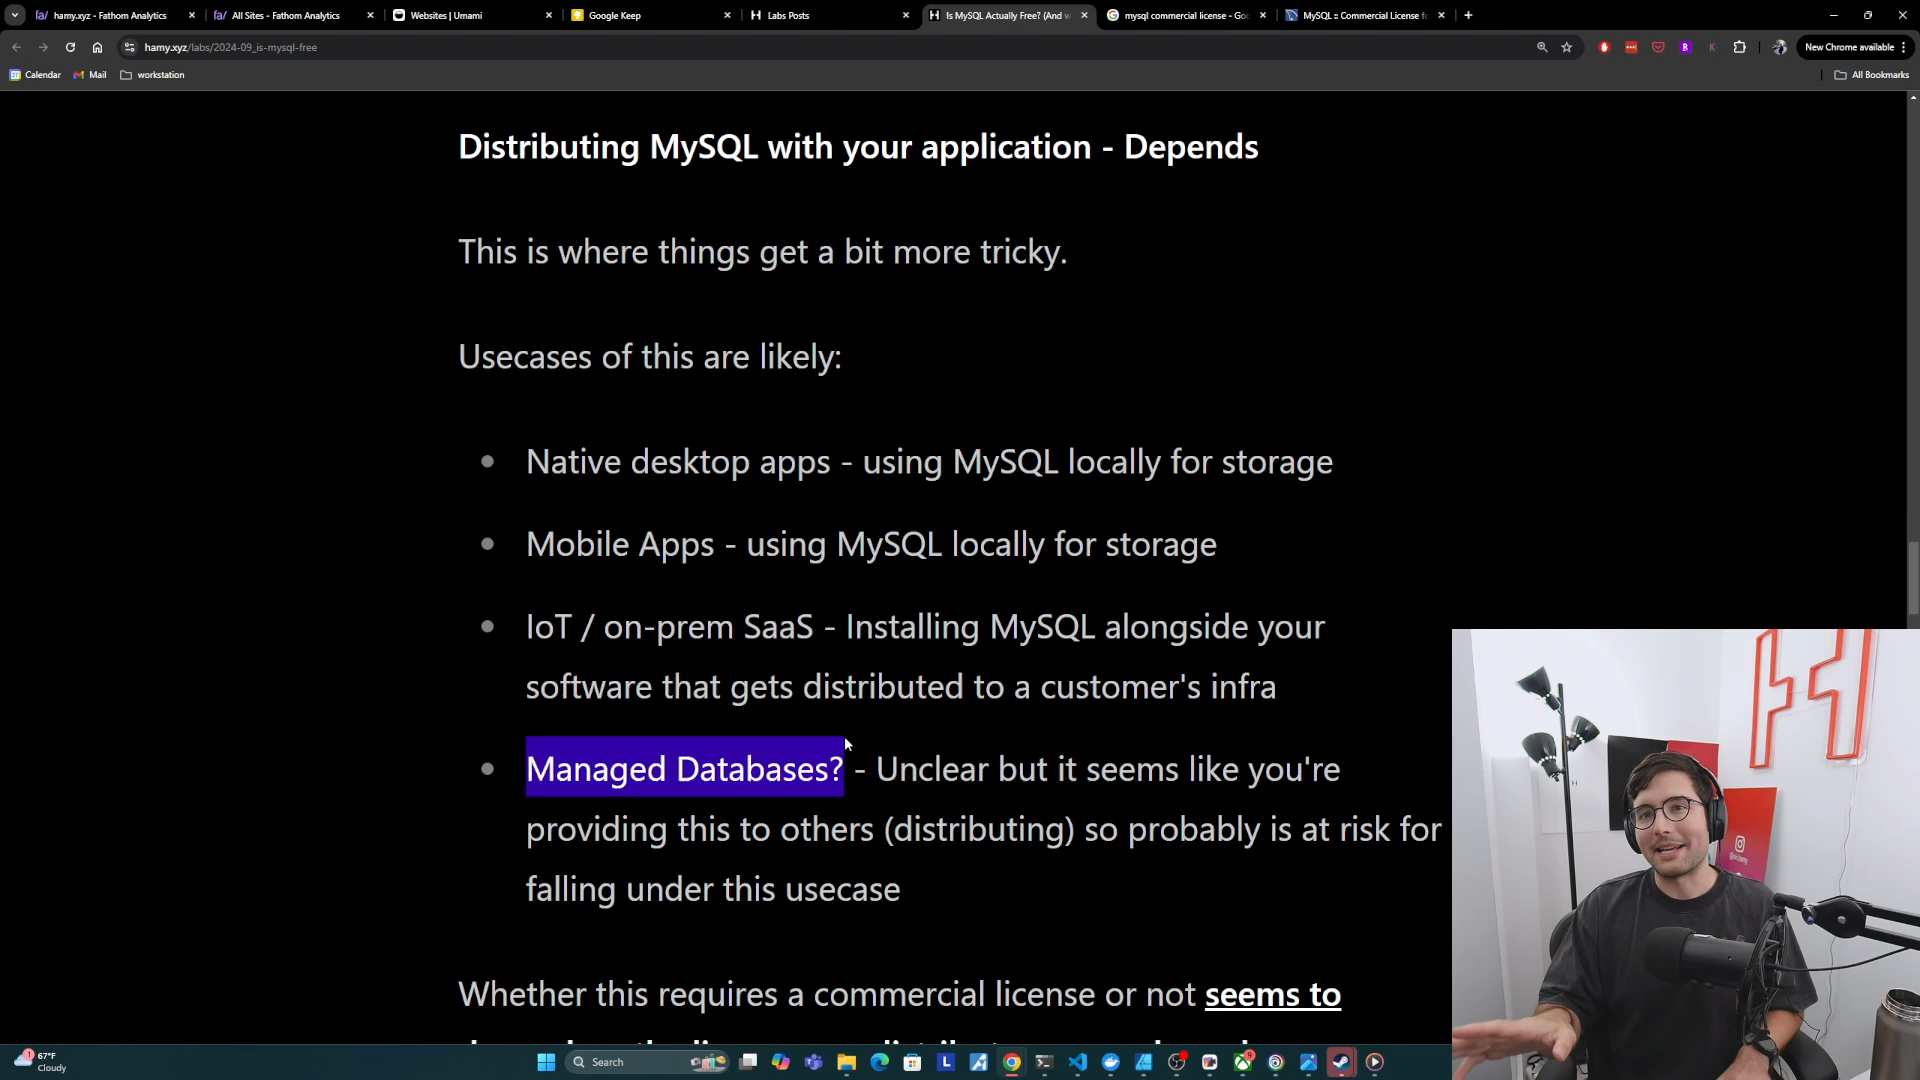 hamy.xyz - Fathom Analytics
All Sites - Fathom Analytics
Websites | Umami
Google Keep
Labs Posts
Is MySQL Actually Free? (And w
mysql commercial license - Goo
MySQL :: Commercial License fo
hamy.xyz/labs/2024-09_is-mysql-free
New Chrome available
Calendar
Mail
workstation
All Bookmarks
Distributing MySQL with your application - Depends
This is where things get a bit more tricky.
Usecases of this are likely:
Native desktop apps - using MySQL locally for storage
Mobile Apps - using MySQL locally for storage
IoT / on-prem SaaS - Installing MySQL alongside your
software that gets distributed to a customer's infra
Managed Databases? - Unclear but it seems like you're
providing this to others (distributing) so probably is at risk for
falling under this usecase
Whether this requires a commercial license or not seems to
67°F
Cloudy
Search